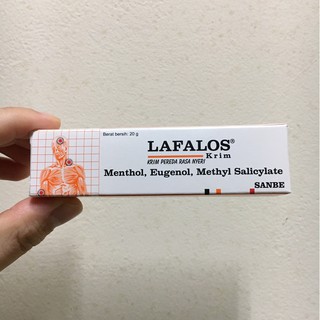 Berat bersih: 20 g
LAFALOS®
Krim
KRIM PEREDA RASA NYERI
Menthol, Eugenol, Methyl Salicylate
SANBE